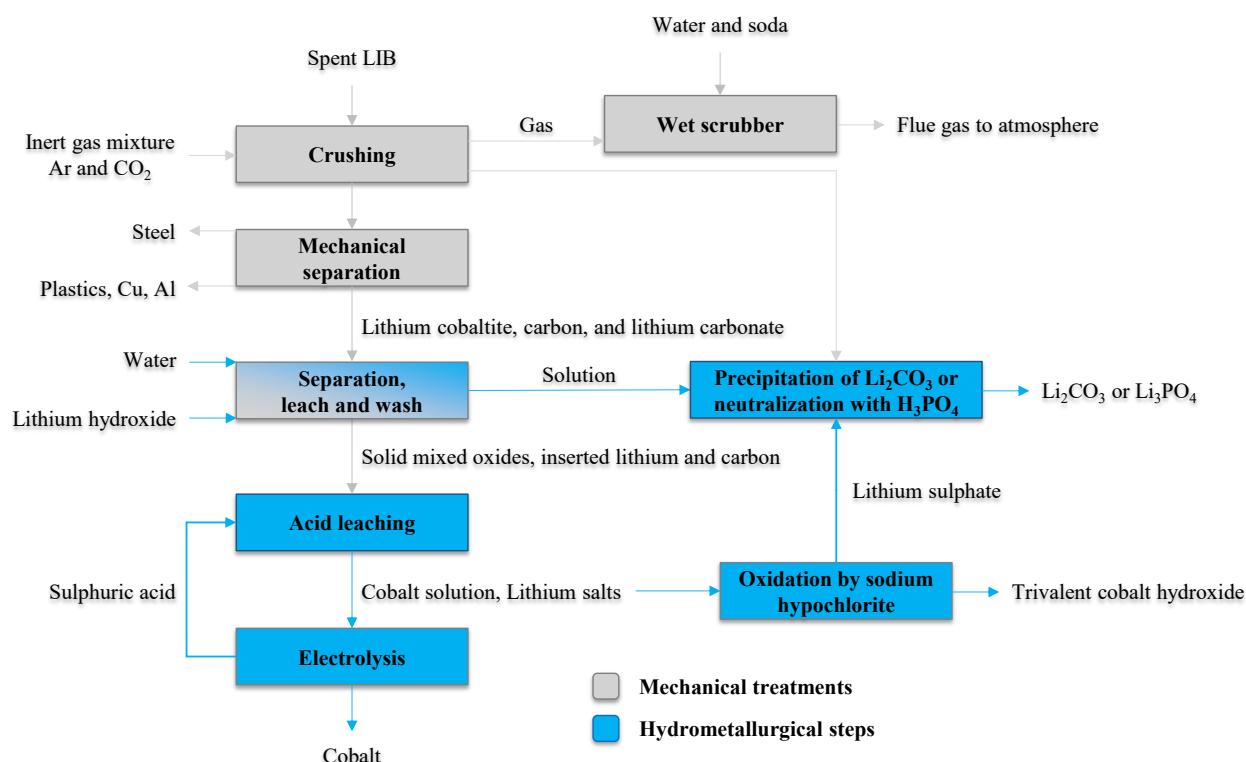 Water and soda
Spent LIB
Gas
Wet scrubber
Flue gas to atmosphere
Inert gas mixture
Ar and CO₂
Crushing
Steel
Mechanical
separation
Plastics, Cu, Al
Lithium cobaltite, carbon, and lithium carbonate
Water
Separation,
leach and wash
Solution
Precipitation of Li₂CO₃ or
neutralization with H₃PO₄
Li₂CO₃ or Li₃PO₄
Lithium hydroxide
Solid mixed oxides, inserted lithium and carbon
Acid leaching
Lithium sulphate
Sulphuric acid
Cobalt solution, Lithium salts
Oxidation by sodium
hypochlorite
Trivalent cobalt hydroxide
Electrolysis
Mechanical treatments
Hydrometallurgical steps
Cobalt